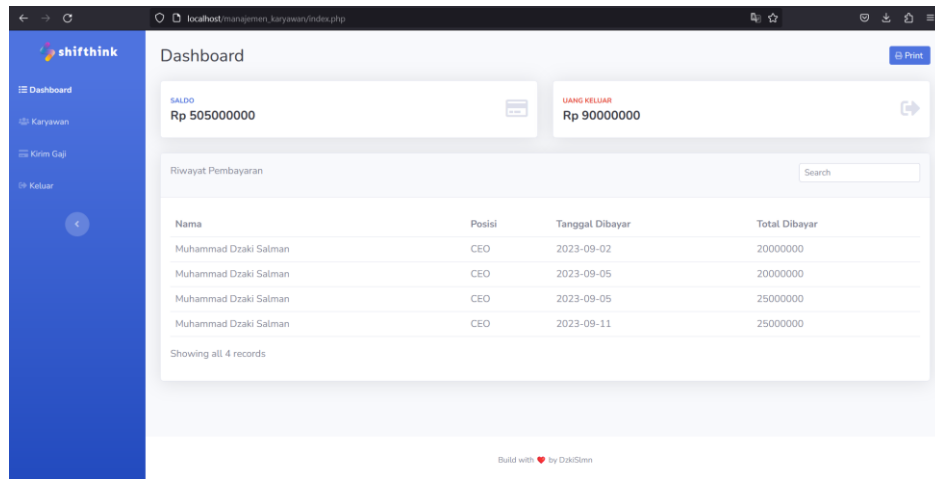 localhost/manajemen_karyawan/index.php
shifthink
Dashboard
Print
Dashboard
Karyawan
Kirim Gaji
Keluar
SALDO
Rp 505000000
UANG KELUAR
Rp 90000000
Riwayat Pembayaran
Search
Nama Posisi Tanggal Dibayar Total Dibayar
Muhammad Dzaki Salman CEO 2023-09-02 20000000
Muhammad Dzaki Salman CEO 2023-09-05 20000000
Muhammad Dzaki Salman CEO 2023-09-05 25000000
Muhammad Dzaki Salman CEO 2023-09-11 25000000
Showing all 4 records
Build with ❤ by DzkiSlmn